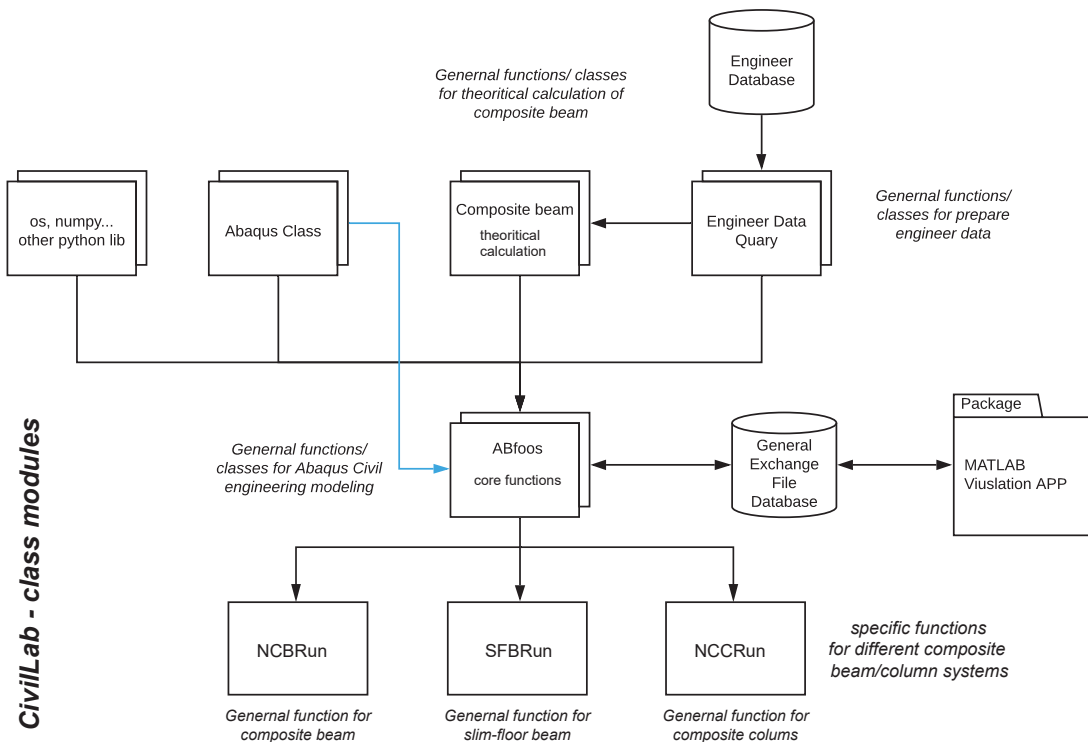 Engineer
Database
Genernal functions/ classes
for theoritical calculation of
composite beam
os, numpy...
other python lib
Abaqus Class
Composite beam
theoritical
calculation
Engineer Data
Quary
Genernal functions/
classes for prepare
engineer data
CivilLab - class modules
Genernal functions/
classes for Abaqus Civil
engineering modeling
ABfoos
core functions
General
Exchange
File
Database
Package
MATLAB
Viuslation APP
NCBRun
SFBRun
NCCRun
specific functions
for different composite
beam/column systems
Genernal function for
composite beam
Genernal function for
slim-floor beam
Genernal function for
composite colums